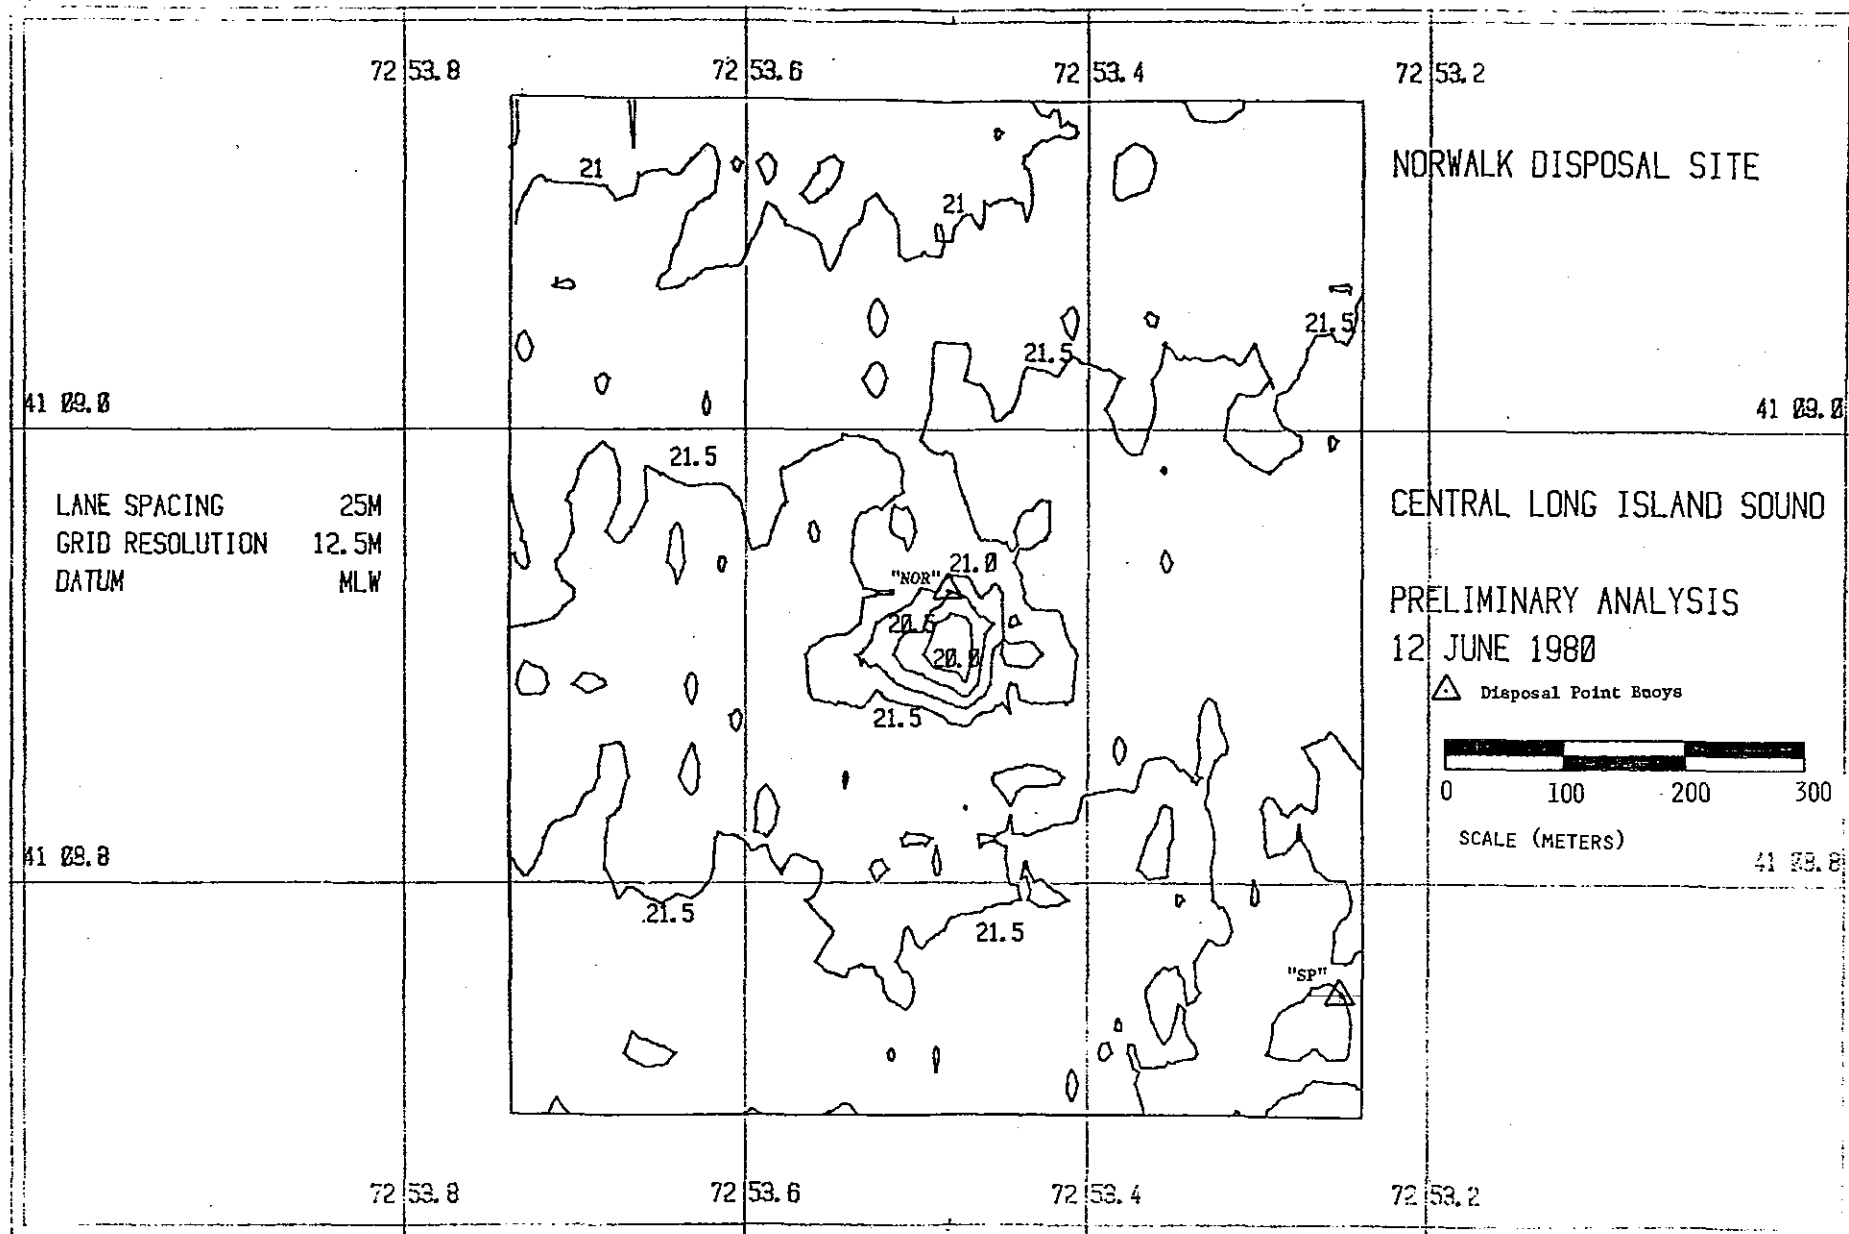 72 53.8 72 53.6 72 53.4 72 53.2
NORWALK DISPOSAL SITE
21
21
21.5
21.5
41 09.0 41 09.0
21.5
LANE SPACING 25M
GRID RESOLUTION 12.5M
DATUM MLW
CENTRAL LONG ISLAND SOUND
"NOR" 21.0
20.5
20.0
21.5
PRELIMINARY ANALYSIS
12 JUNE 1980
Disposal Point Buoys
0 100 200 300
SCALE (METERS)
41 08.8 41 08.8
21.5
21.5
"SP"
72 53.8 72 53.6 72 53.4 72 53.2